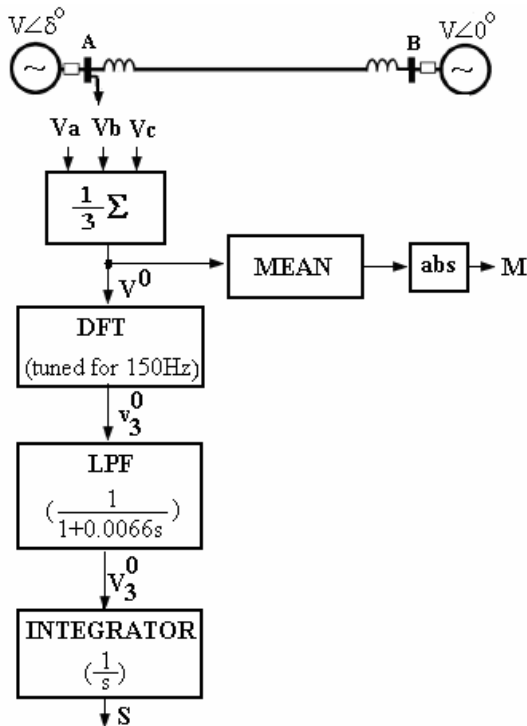 V∠δ° A B V∠0°
~ ~
Va Vb Vc
1/3 Σ
V⁰ MEAN abs M
DFT
(tuned for 150Hz)
v₃⁰
LPF
(1/(1+0.0066s))
V₃⁰
INTEGRATOR
(1/s)
S